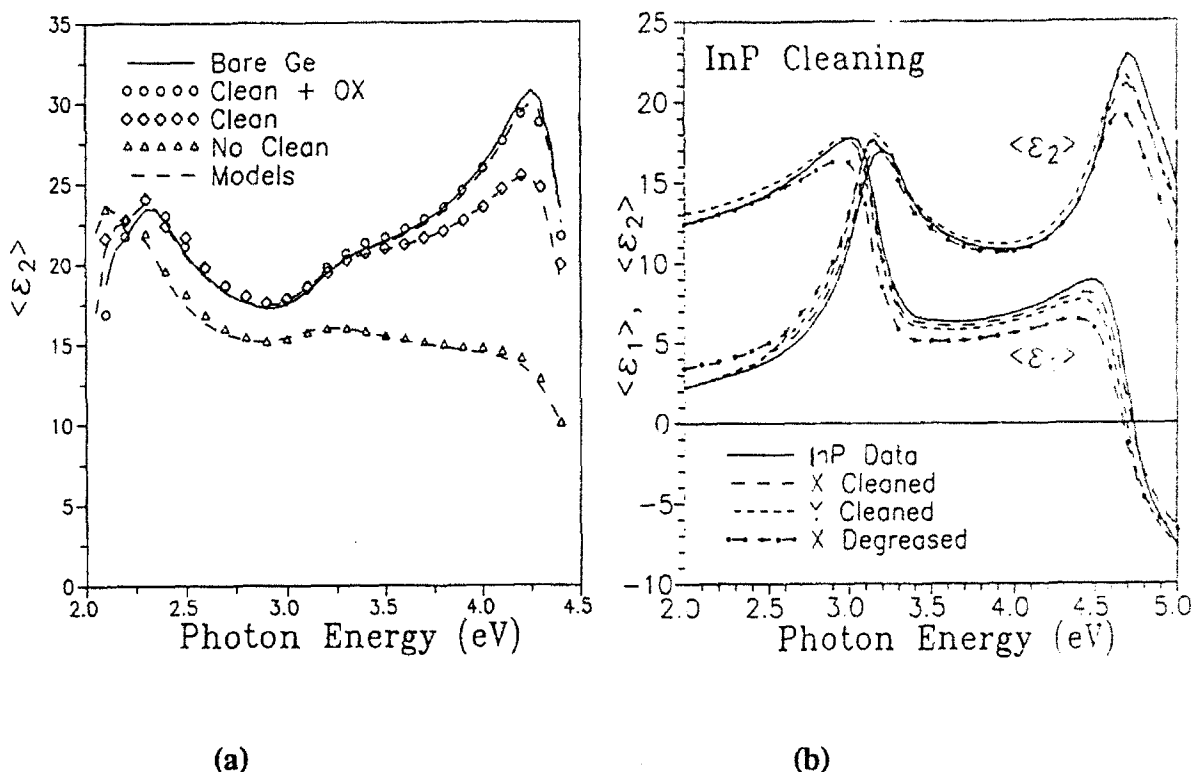 35
30
25
20
15
10
5
0
<ε₂>
Bare Ge
Clean + OX
Clean
No Clean
Models
2.0 2.5 3.0 3.5 4.0 4.5
Photon Energy (eV)
(a)
25
20
15
10
5
0
−5
−10
<ε₁>, <ε₂>
InP Cleaning
<ε₂>
<ε₁>
InP Data
X Cleaned
Y Cleaned
X Degreased
2.0 2.5 3.0 3.5 4.0 4.5 5.0
Photon Energy (eV)
(b)